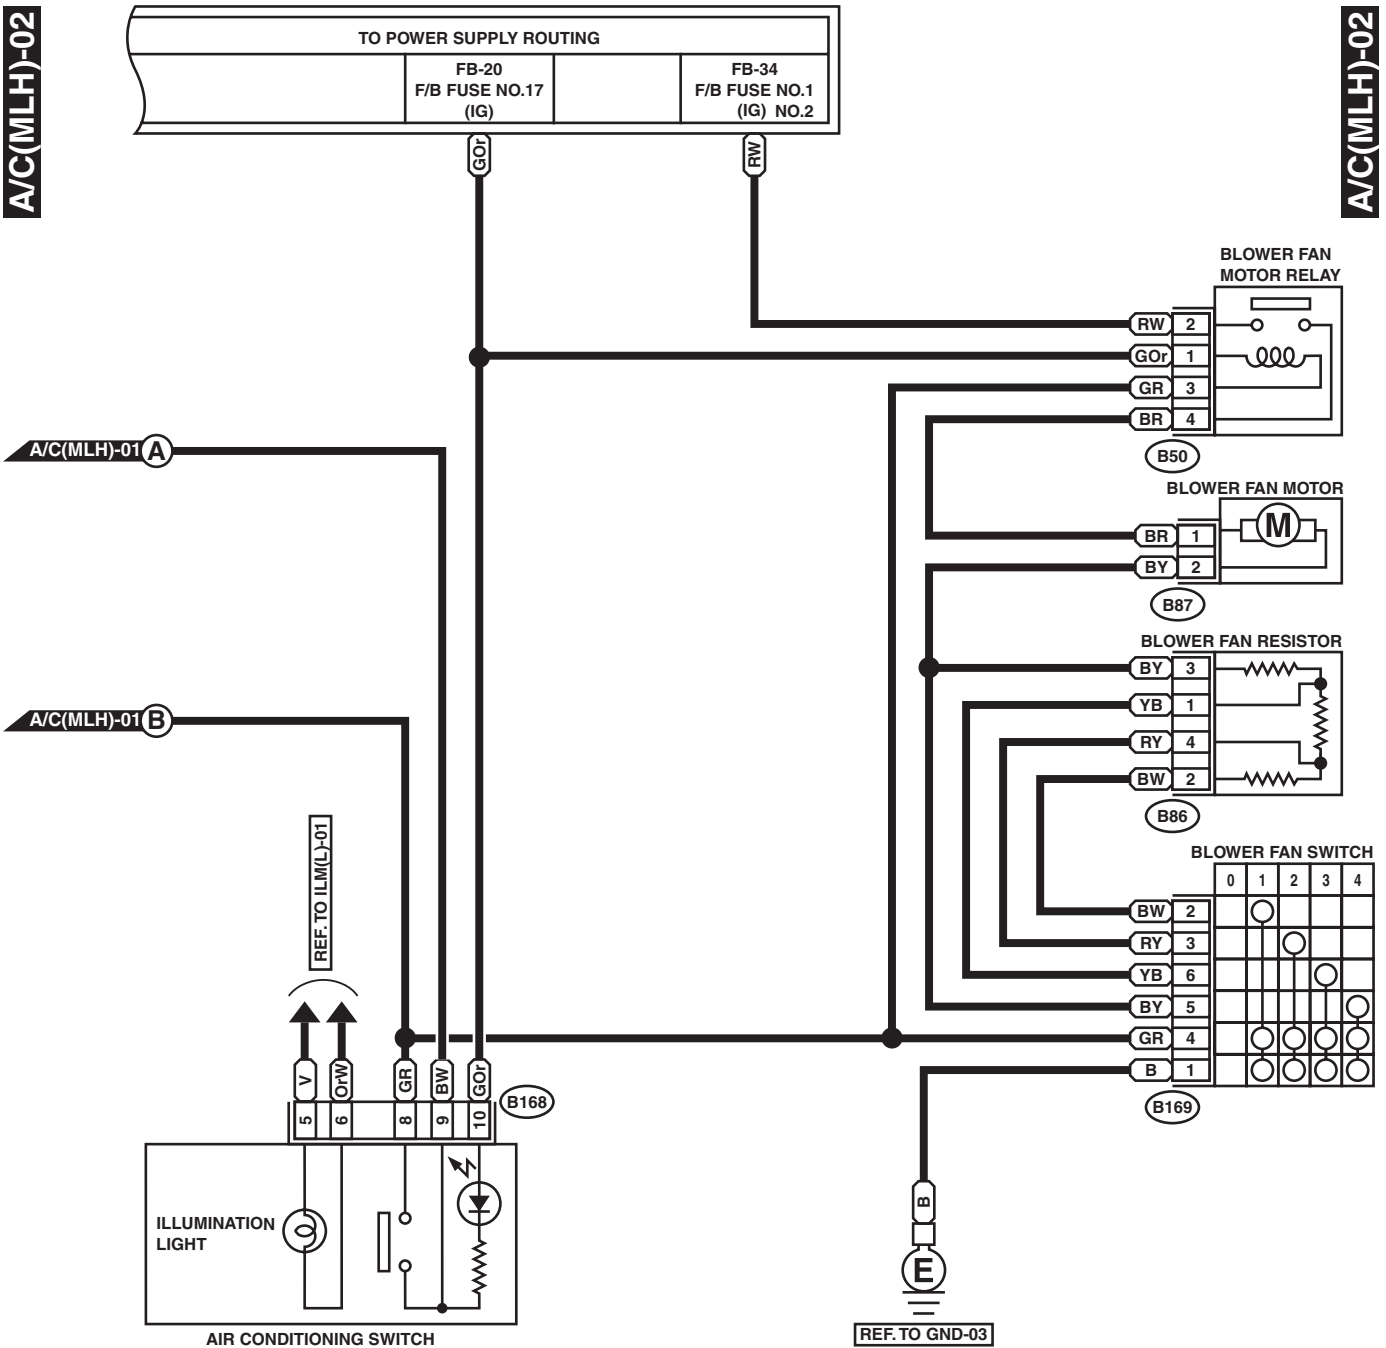 A/C(MLH)-02
A/C(MLH)-02
TO POWER SUPPLY ROUTING
FB-20
F/B FUSE NO.17
(IG)
FB-34
F/B FUSE NO.1
(IG) NO.2
GOr
RW
BLOWER FAN
MOTOR RELAY
RW 2
GOr 1
GR 3
BR 4
B50
A/C(MLH)-01 A
BLOWER FAN MOTOR
M
BR 1
BY 2
B87
BLOWER FAN RESISTOR
BY 3
YB 1
RY 4
BW 2
B86
A/C(MLH)-01 B
BLOWER FAN SWITCH
0 1 2 3 4
BW 2
RY 3
YB 6
BY 5
GR 4
B 1
B169
REF. TO ILM(L)-01
V OrW GR BW GOr
5 6 8 9 10
B168
ILLUMINATION
LIGHT
AIR CONDITIONING SWITCH
B
E
REF. TO GND-03